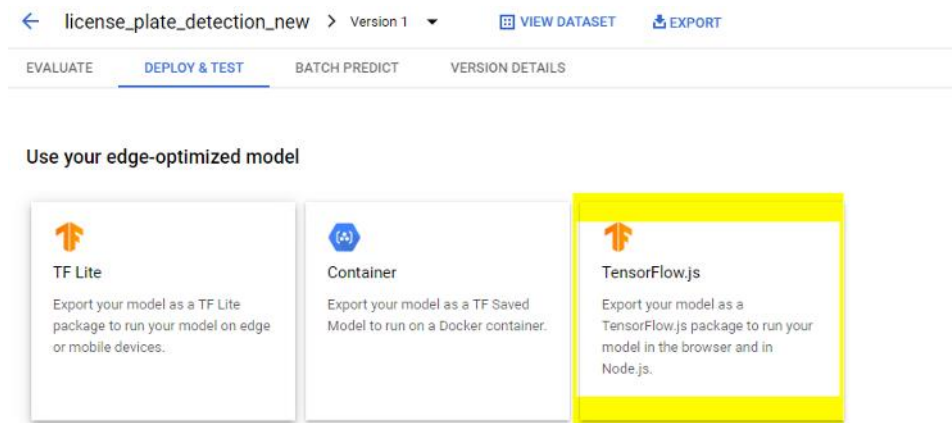 license_plate_detection_new > Version 1 VIEW DATASET EXPORT
EVALUATE DEPLOY & TEST BATCH PREDICT VERSION DETAILS
Use your edge-optimized model
TF Lite
Export your model as a TF Lite
package to run your model on edge
or mobile devices.
Container
Export your model as a TF Saved
Model to run on a Docker container.
TensorFlow.js
Export your model as a
TensorFlow.js package to run your
model in the browser and in
Node.js.